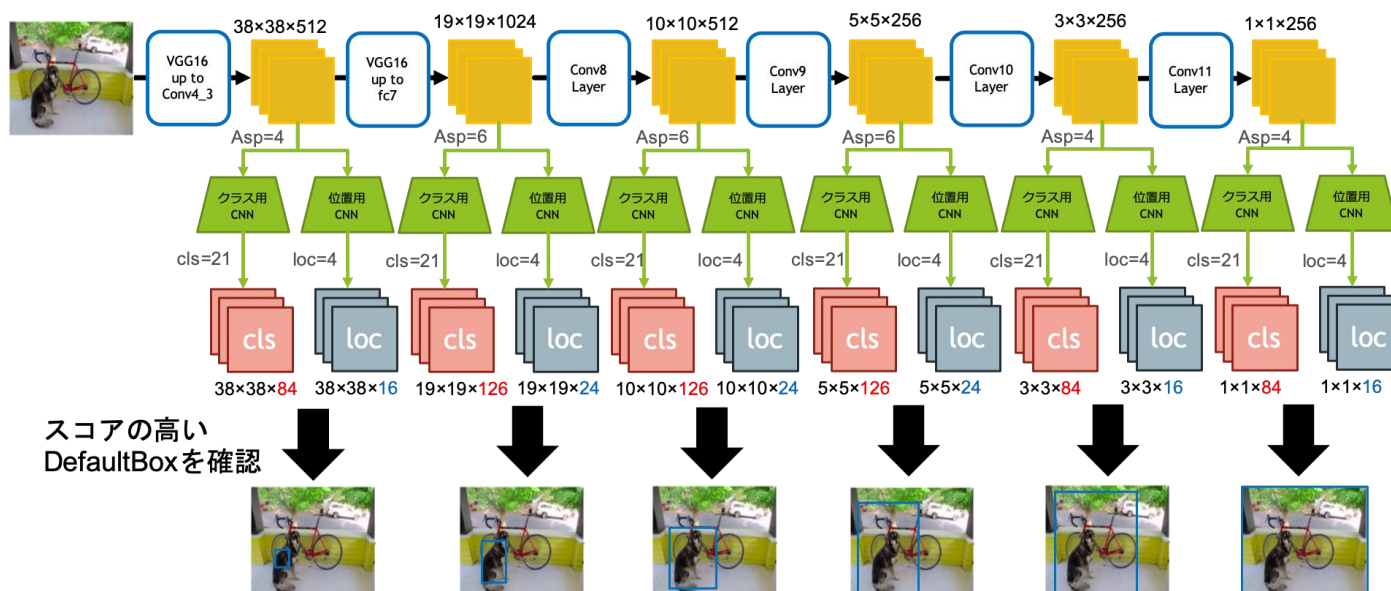 38×38×512
19×19×1024
10×10×512
5×5×256
3×3×256
1×1×256
VGG16
up to
Conv4_3
VGG16
up to
fc7
Conv8
Layer
Conv9
Layer
Conv10
Layer
Conv11
Layer
Asp=4
Asp=6
Asp=6
Asp=6
Asp=4
Asp=4
クラス用
CNN
位置用
CNN
クラス用
CNN
位置用
CNN
クラス用
CNN
位置用
CNN
クラス用
CNN
位置用
CNN
クラス用
CNN
位置用
CNN
クラス用
CNN
位置用
CNN
cls=21
loc=4
cls=21
loc=4
cls=21
loc=4
cls=21
loc=4
cls=21
loc=4
cls=21
loc=4
cls
loc
cls
loc
cls
loc
cls
loc
cls
loc
cls
loc
38×38×84
38×38×16
19×19×126
19×19×24
10×10×126
10×10×24
5×5×126
5×5×24
3×3×84
3×3×16
1×1×84
1×1×16
スコアの高い
DefaultBoxを確認